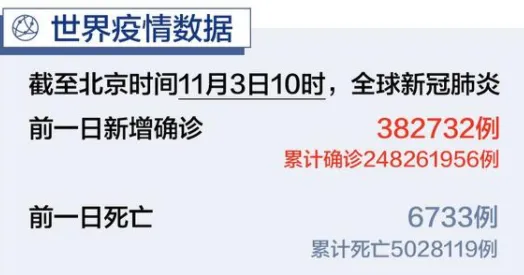 世界疫情数据
截至北京时间11月3日10时，全球新冠肺炎
前一日新增确诊 382732例
累计确诊248261956例
前一日死亡 6733例
累计死亡5028119例